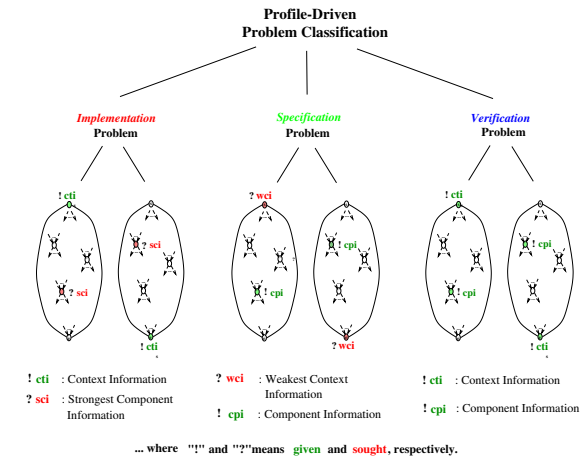 Profile-Driven
Problem Classification
Implementation
Problem
Specification
Problem
Verification
Problem
! cti
? wci
! cti
? sci
! cpi
! cpi
? sci
! cpi
! cpi
! cti
? wci
! cti
! cti : Context Information
? sci : Strongest Component
Information
? wci : Weakest Context
Information
! cpi : Component Information
! cti : Context Information
! cpi : Component Information
... where "!" and "?"means given and sought, respectively.